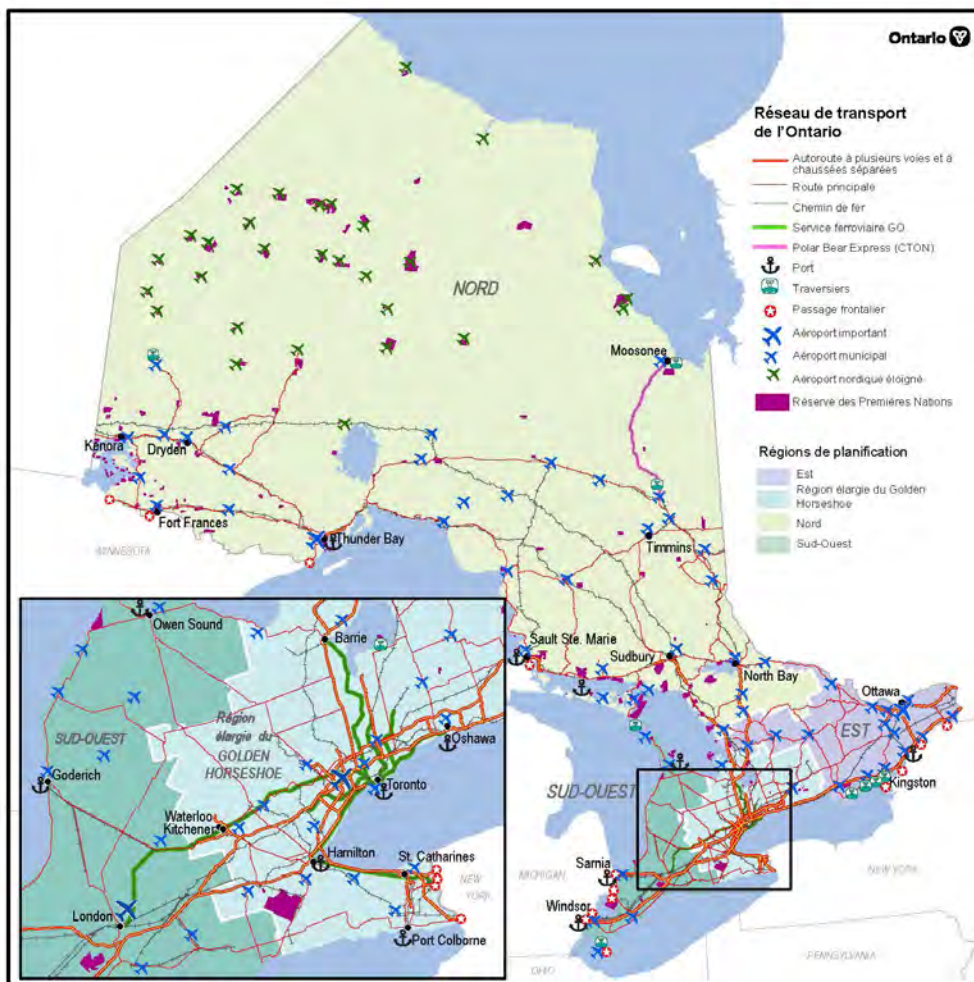 Ontario
Réseau de transport
de l'Ontario
Autoroute à plusieurs voies et à
chaussées séparées
Route principale
Chemin de fer
Service ferroviaire GO
Polar Bear Express (CTON)
Port
Traversiers
Passage frontalier
Aéroport important
Aéroport municipal
Aéroport nordique éloigné
Réserve des Premières Nations
Régions de planification
Est
Région élargie du Golden
Horseshoe
Nord
Sud-Ouest
NORD
Moosonee
Kenora
Dryden
Fort Frances
Thunder Bay
MINNESOTA
Timmins
Sault Ste. Marie
Sudbury
North Bay
Ottawa
EST
Kingston
SUD-OUEST
Sarnia
Windsor
MICHIGAN
NEW YORK
OHIO
PENNSYLVANIA
Owen Sound
Barrie
Région
élargie du
GOLDEN
HORSESHOE
SUD-OUEST
Oshawa
Goderich
Toronto
Waterloo
Kitchener
Hamilton
St. Catharines
NEW
YORK
London
Port Colborne